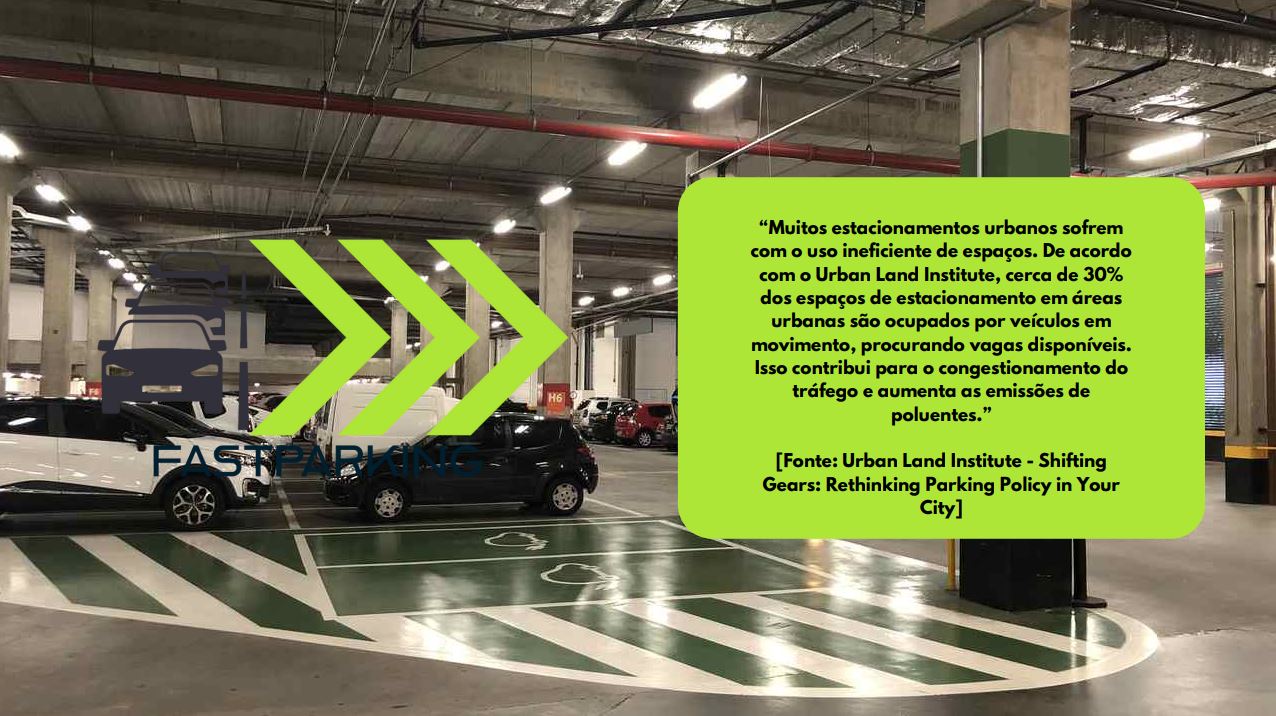 “Muitos estacionamentos urbanos sofrem
com o uso ineficiente de espaços. De acordo
com o Urban Land Institute, cerca de 30%
dos espaços de estacionamento em áreas
urbanas são ocupados por veículos em
movimento, procurando vagas disponíveis.
Isso contribui para o congestionamento do
tráfego e aumenta as emissões de
poluentes.”
[Fonte: Urban Land Institute - Shifting
Gears: Rethinking Parking Policy in Your
City]
FASTPARKING
H6